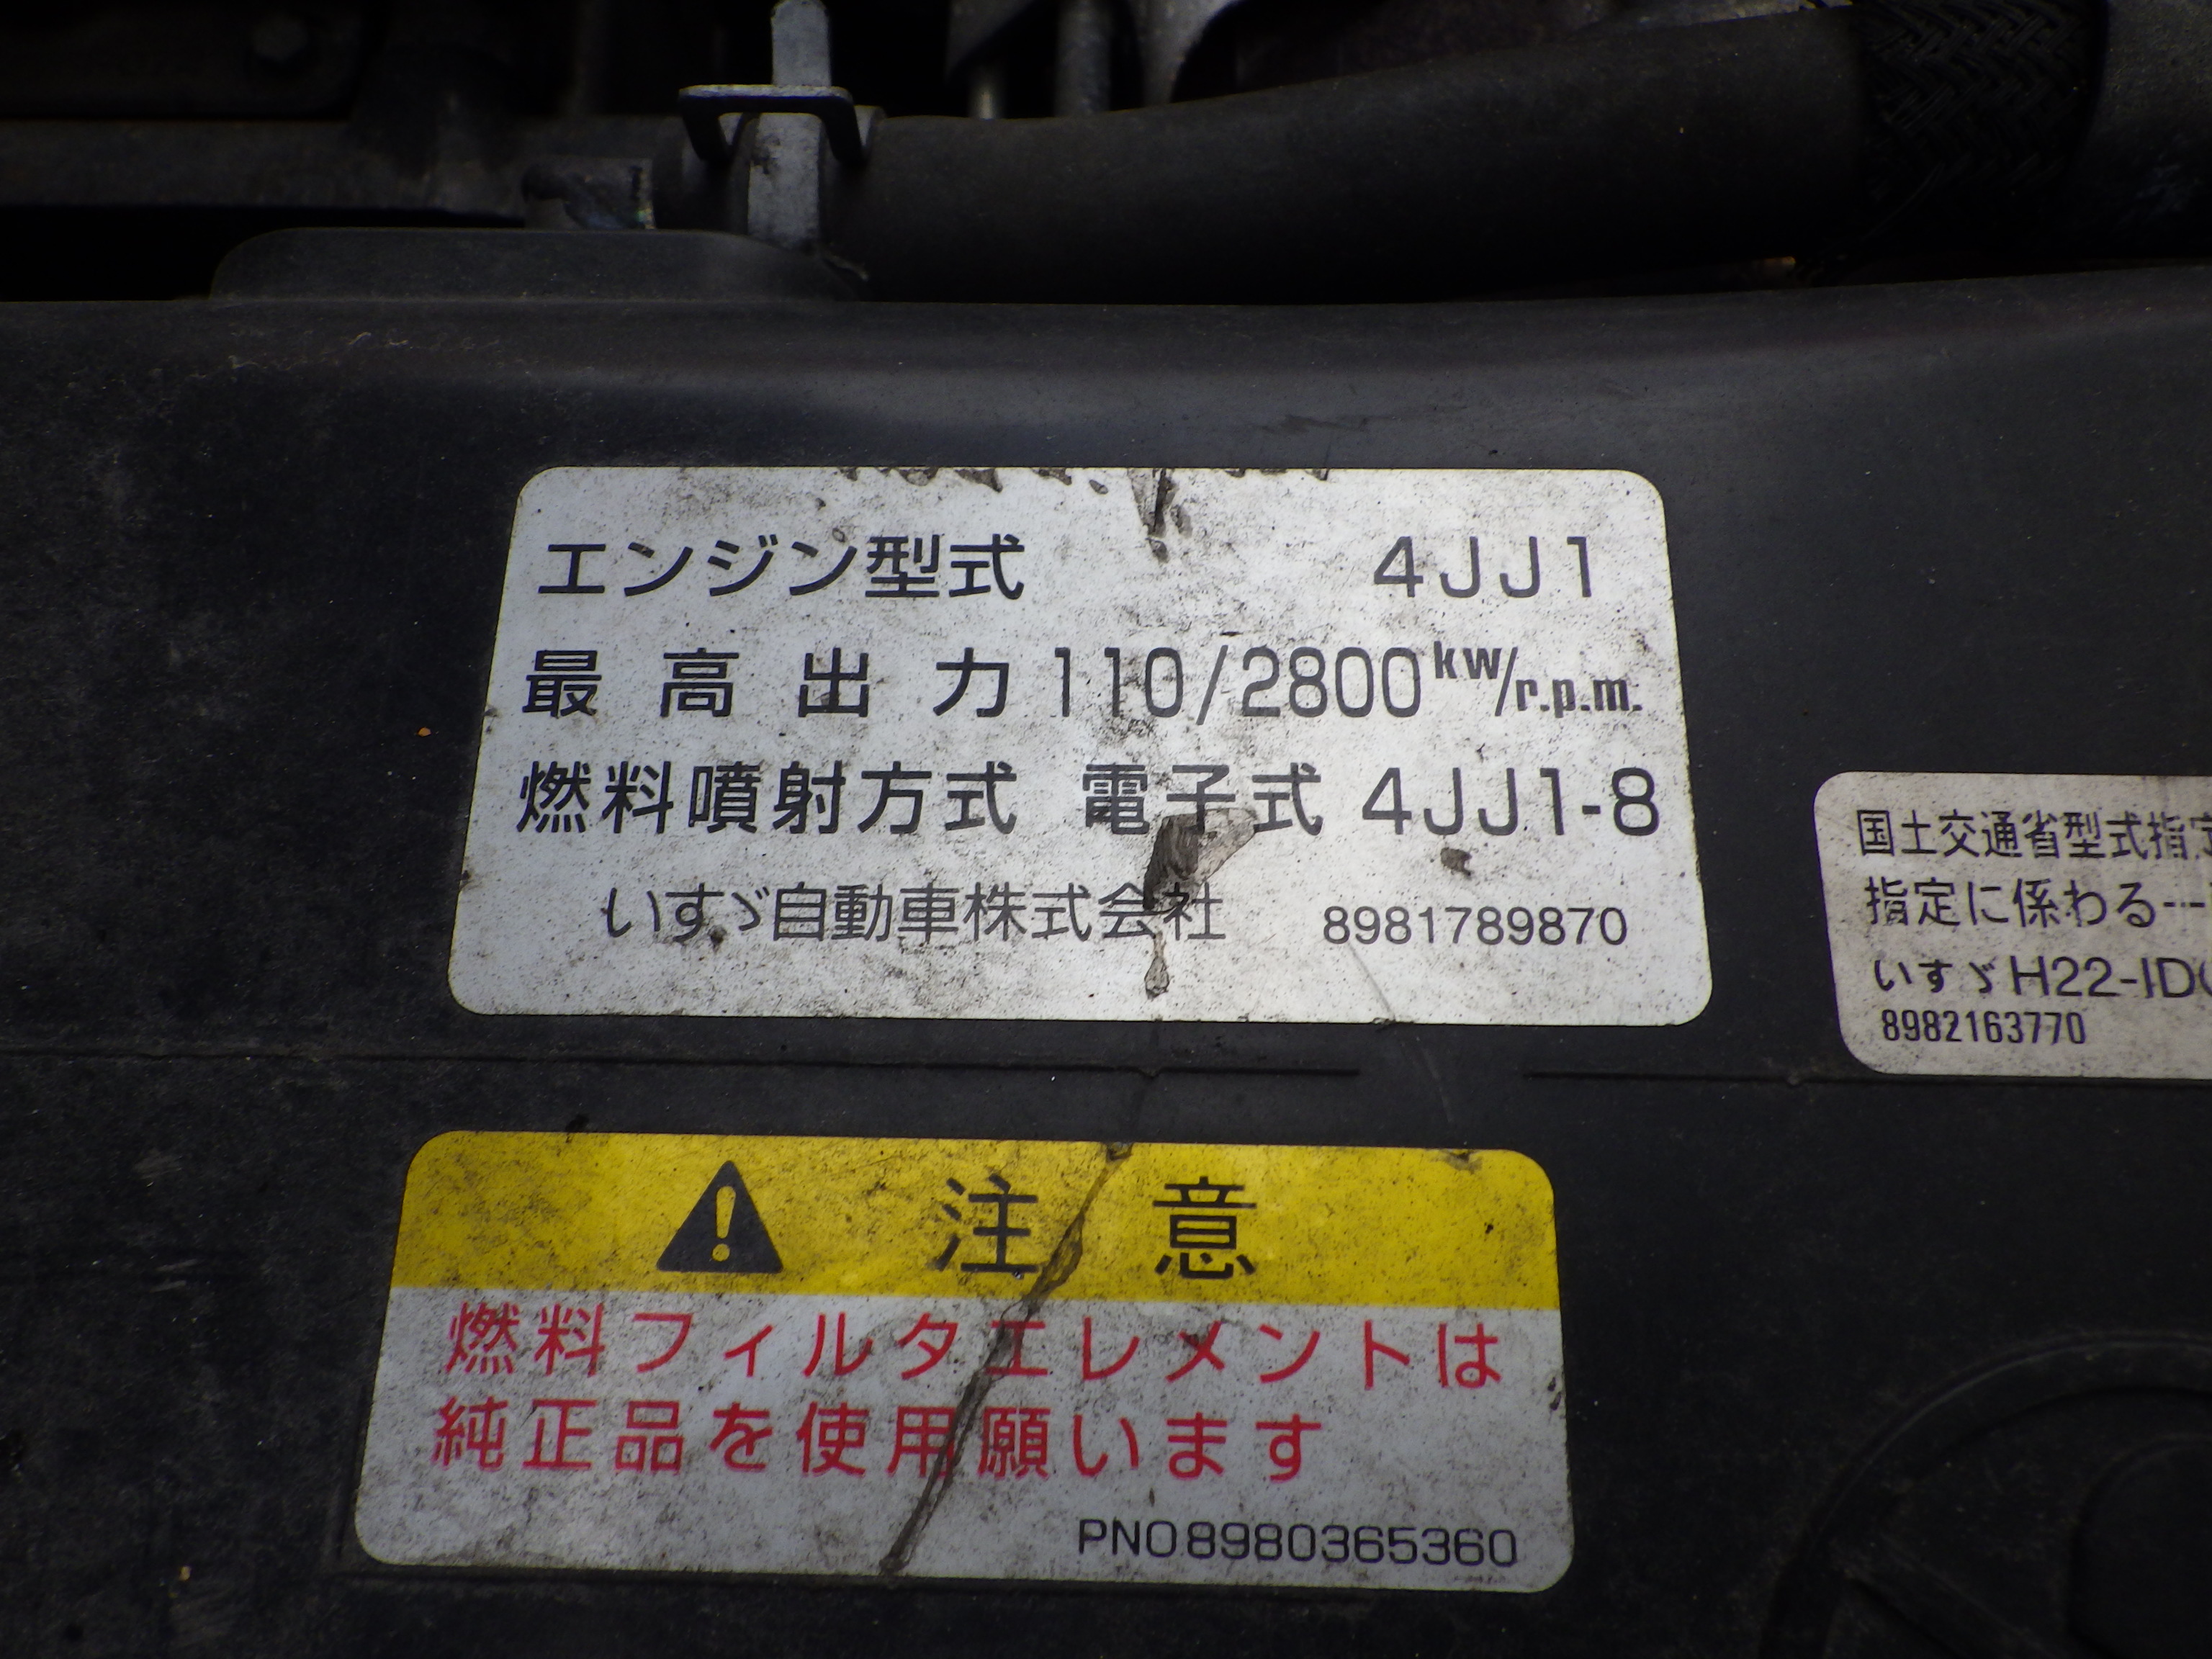 エンジン型式 4JJ1
最高出力 110/2800kw/r.p.m.
燃料噴射方式 電子式 4JJ1-8
いすゞ自動車株式会社 8981789870
国土交通省型式指定
指定に係わる…
いすゞH22-ID
8982163770
注意
燃料フィルタエレメントは
純正品を使用願います
PNO.8980365360